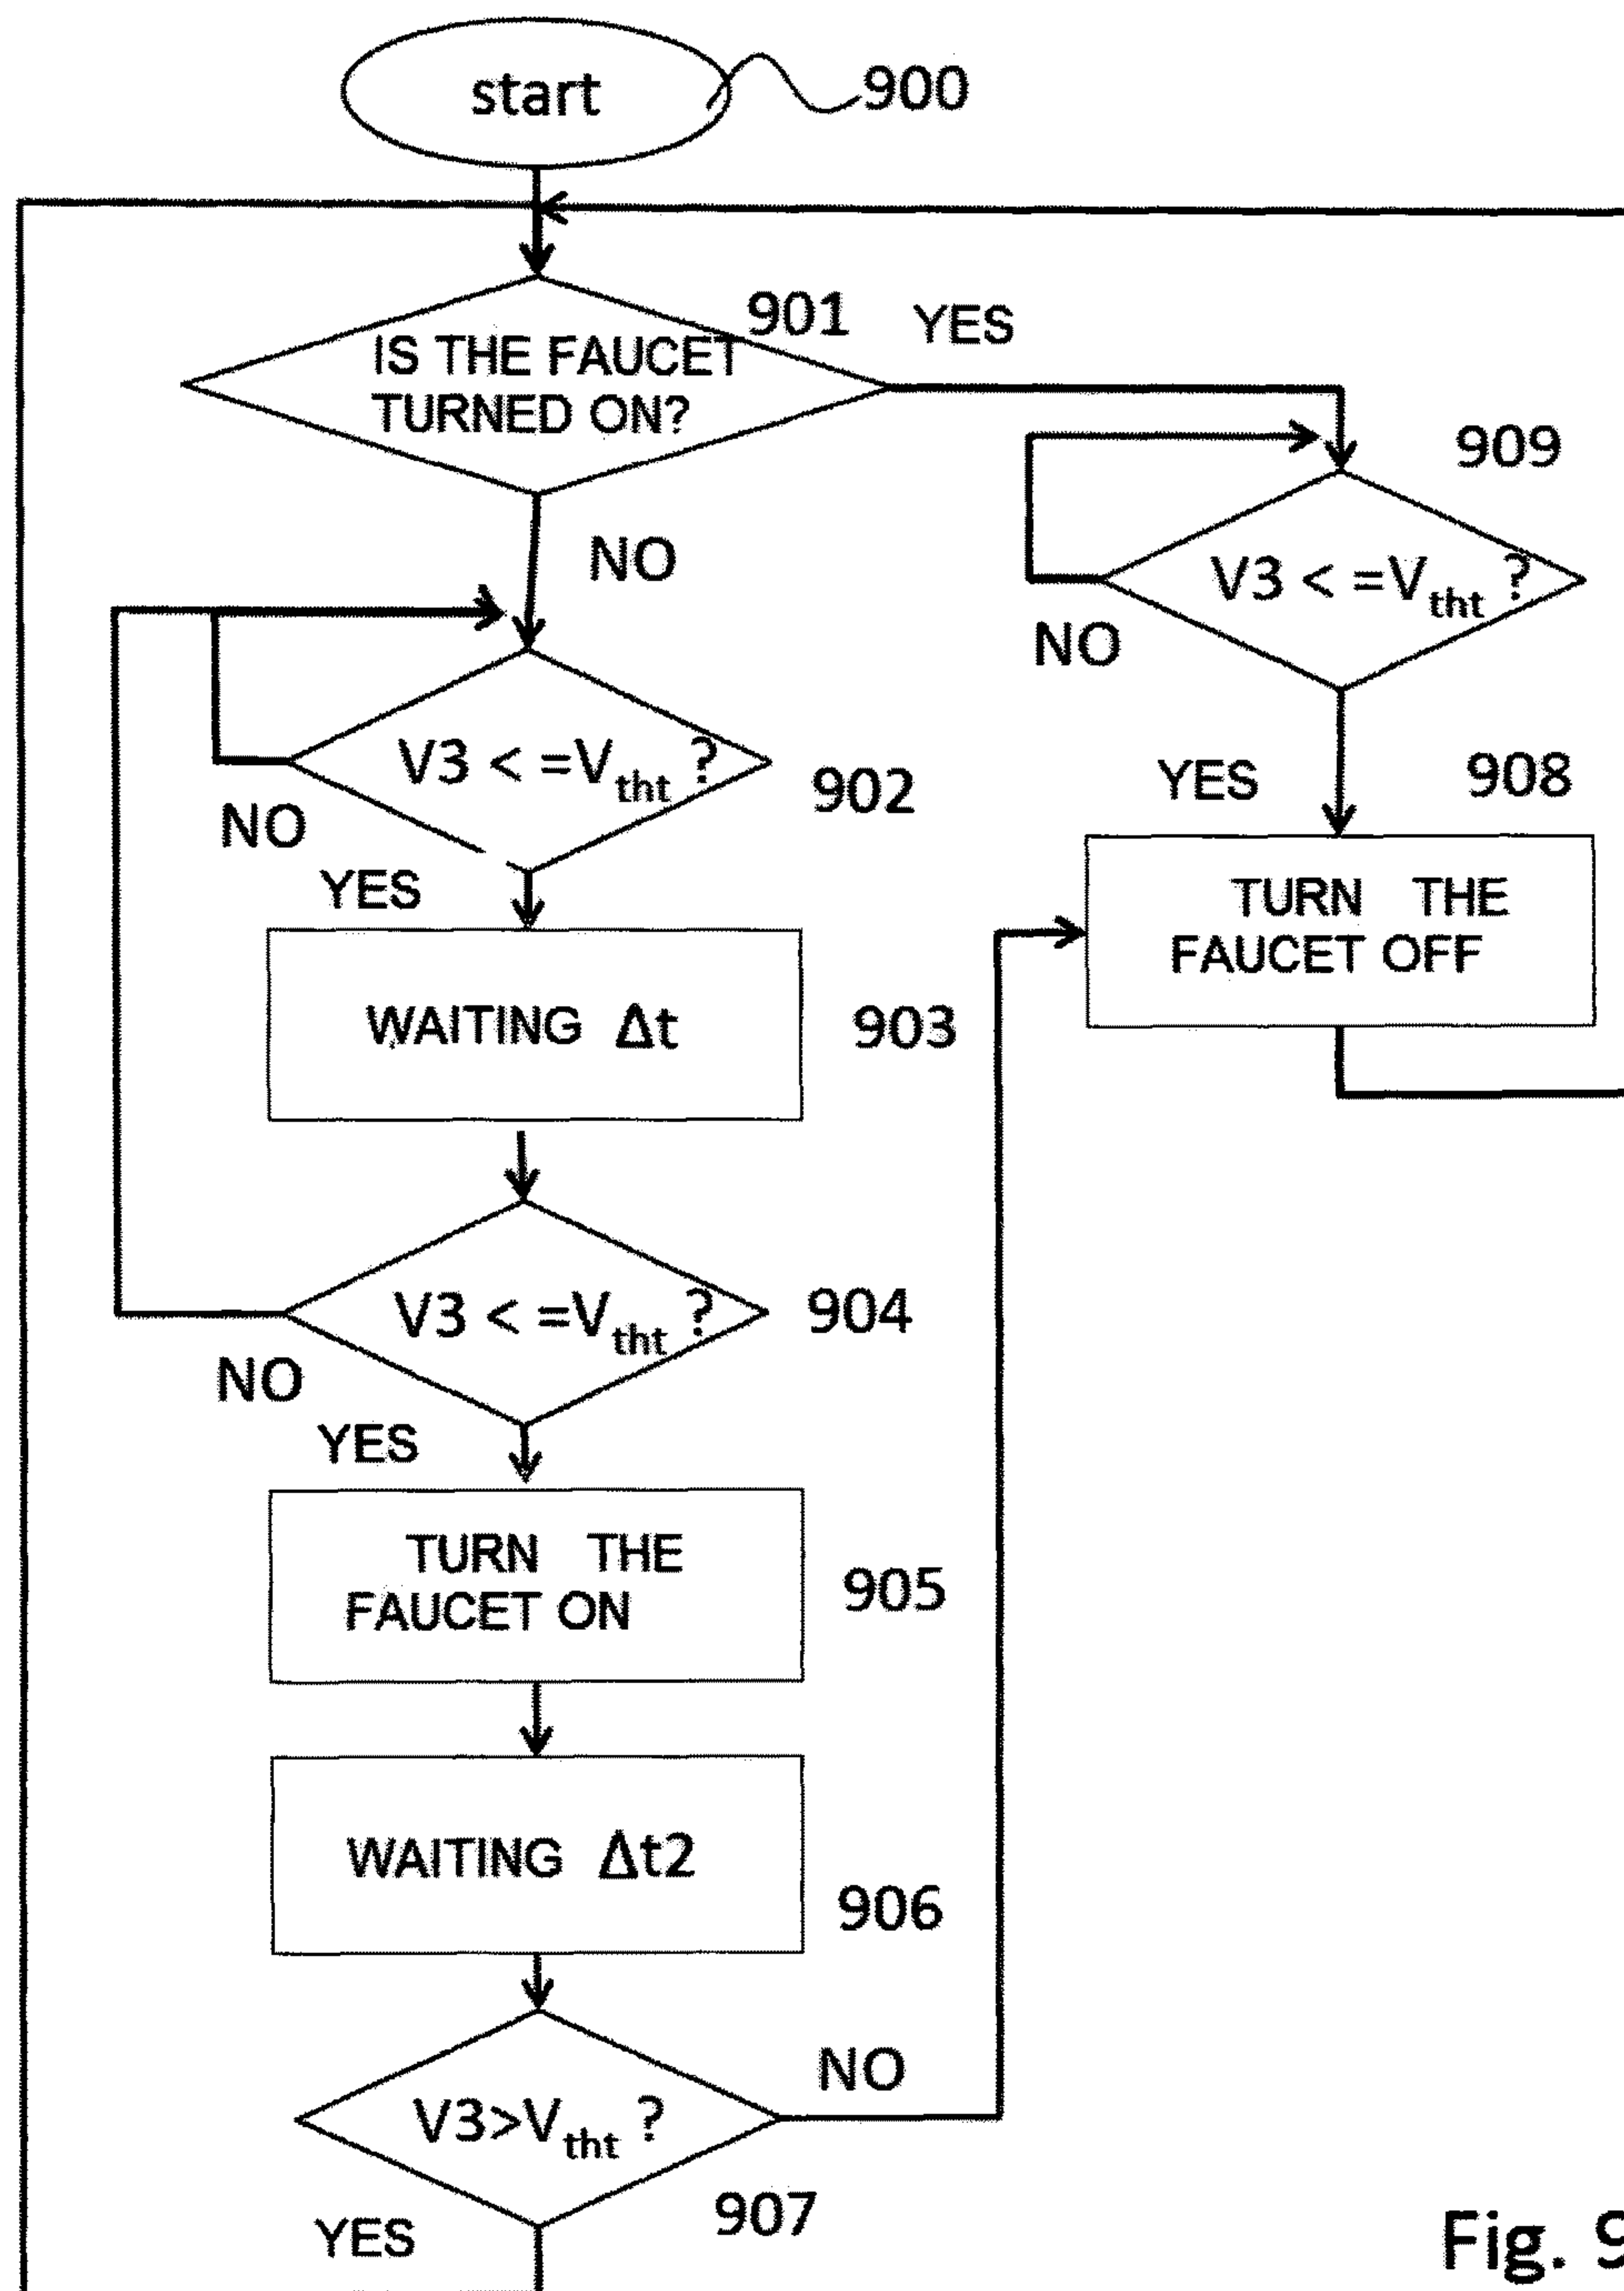 start
900
901
YES
IS THE FAUCET
TURNED ON?
909
NO
V3 < =Vtht ?
NO
V3 < =Vtht ?
902
NO
YES
908
YES
TURN THE
FAUCET OFF
WAITING Δt
903
V3 < =Vtht ?
904
NO
YES
TURN THE
FAUCET ON
905
WAITING Δt2
906
NO
V3>Vtht ?
907
YES
Fig. 9